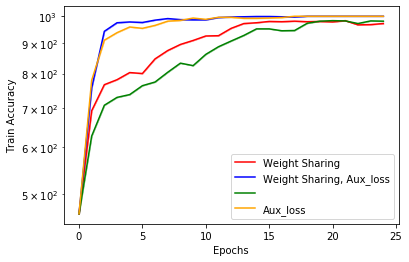 10³
9 × 10²
8 × 10²
7 × 10²
6 × 10²
5 × 10²
Train Accuracy
0 5 10 15 20 25
Epochs
Weight Sharing
Weight Sharing, Aux_loss
Aux_loss